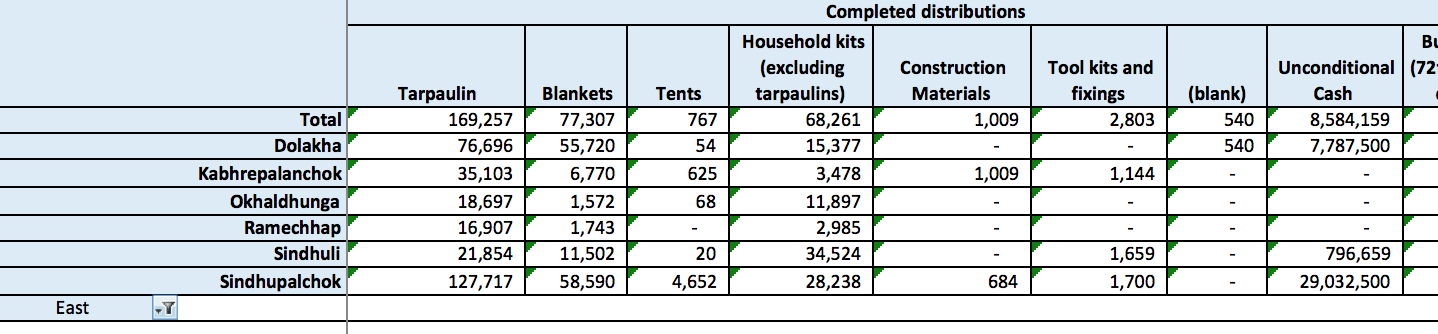 Completed distributions
Tarpaulin Blankets Tents Household kits (excluding tarpaulins) Construction Materials Tool kits and fixings (blank) Unconditional Cash
Total 169,257 77,307 767 68,261 1,009 2,803 540 8,584,159
Dolakha 76,696 55,720 54 15,377 - - 540 7,787,500
Kabhrepalanchok 35,103 6,770 625 3,478 1,009 1,144 - -
Okhaldhunga 18,697 1,572 68 11,897 - - - -
Ramechhap 16,907 1,743 - 2,985 - - - -
Sindhuli 21,854 11,502 20 34,524 - 1,659 - 796,659
Sindhupalchok 127,717 58,590 4,652 28,238 684 1,700 - 29,032,500
East